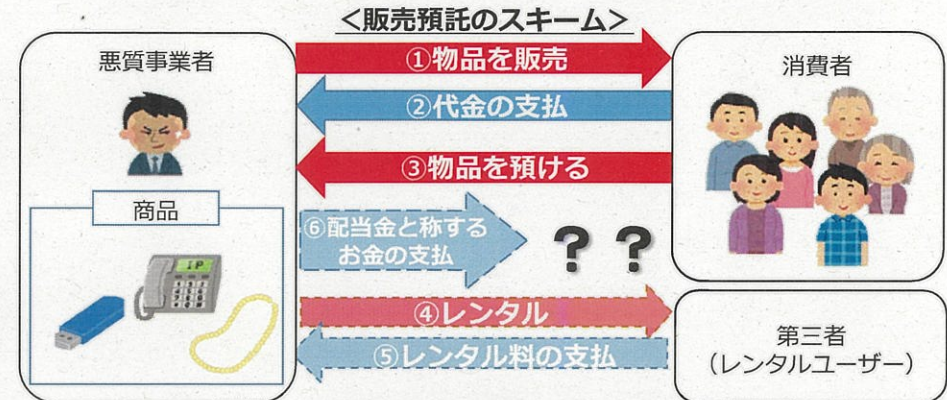 <販売預託のスキーム>
悪質事業者
①物品を販売
消費者
②代金の支払
③物品を預ける
商品
⑥配当金と称する
お金の支払
? ?
I P
④レンタル
⑤レンタル料の支払
第三者
(レンタルユーザー)